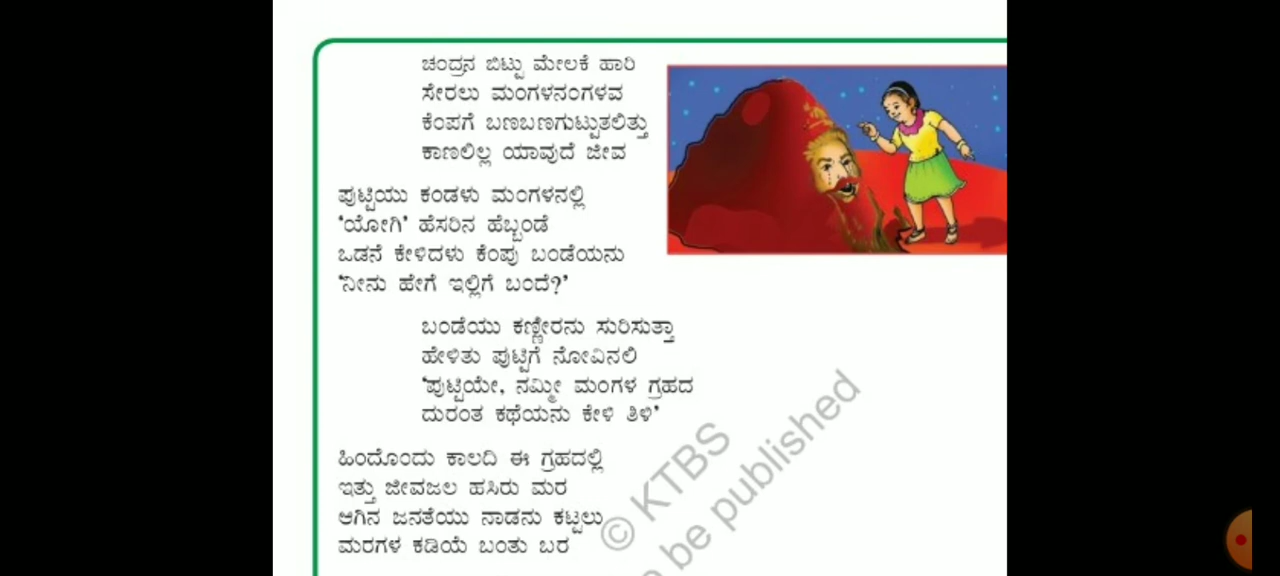 ಚಂದ್ರನ ಬಿಟ್ಟು ಮೇಲಕೆ ಹಾರಿ
ಸೇರಲು ಮಂಗಳನಂಗಳವ
ಕೆಂಪಗೆ ಬಣಬಣಗುಟ್ಟುತಲಿತ್ತು
ಕಾಣಲಿಲ್ಲ ಯಾವುದೆ ಜೀವ
ಪುಟ್ಟಿಯು ಕಂಡಳು ಮಂಗಳನಲ್ಲಿ
‘ಯೋಗಿ’ ಹೆಸರಿನ ಹೆಬ್ಬಂಡೆ
ಒಡನೆ ಕೇಳಿದಳು ಕೆಂಪು ಬಂಡೆಯನು
‘ನೀನು ಹೇಗೆ ಇಲ್ಲಿಗೆ ಬಂದೆ?’
ಬಂಡೆಯು ಕಣ್ಣೀರನು ಸುರಿಸುತ್ತಾ
ಹೇಳಿತು ಪುಟ್ಟಿಗೆ ನೋವಿನಲಿ
‘ಪುಟ್ಟಿಯೇ, ನಮ್ಮೀ ಮಂಗಳ ಗ್ರಹದ
ದುರಂತ ಕಥೆಯನು ಕೇಳಿ ತಿಳಿ’
ಹಿಂದೊಂದು ಕಾಲದಿ ಈ ಗ್ರಹದಲ್ಲಿ
ಇತ್ತು ಜೀವಜಲ ಹಸಿರು ಮರ
ಆಗಿನ ಜನತೆಯು ನಾಡನು ಕಟ್ಟಲು
ಮರಗಳ ಕಡಿಯೆ ಬಂತು ಬರ
© KTBS
be published